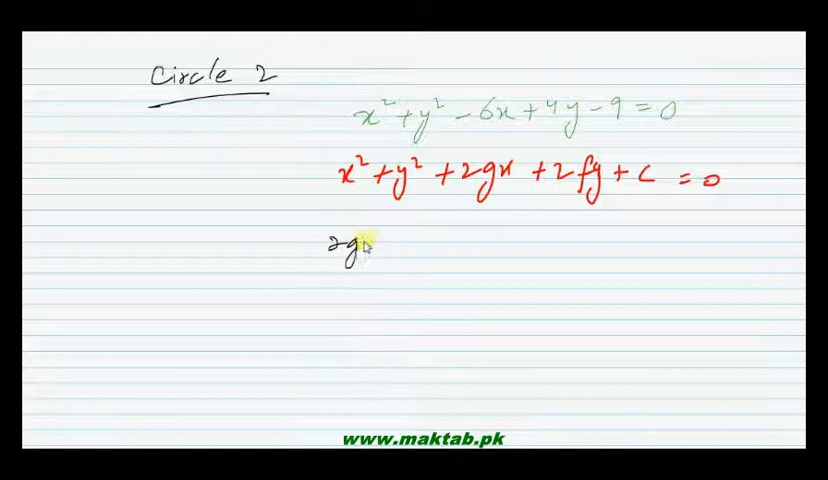 Circle 2
x² + y² - 6x + 4y - 9 = 0
x² + y² + 2gx + 2fy + c = 0
2g
www.maktab.pk